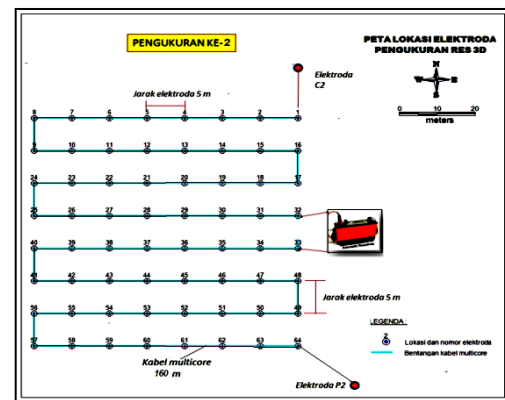 PENGUKURAN KE-2
PETA LOKASI ELEKTRODA
PENGUKURAN RES 3D
N
W E
S
0 10 20
meters
Elektroda
C2
Jarak elektroda 5 m
8 7 6 5 4 3 2 1
9 10 11 12 13 14 15 16
24 23 22 21 20 19 18 17
25 26 27 28 29 30 31 32
40 39 38 37 36 35 34 33
41 42 43 44 45 46 47 48
Jarak elektroda 5 m
56 55 54 53 52 51 50 49
57 58 59 60 61 62 63 64
Kabel multicore
160 m
Elektroda P2
LEGENDA :
2
Lokasi dan nomor elektroda
Bentangan kabel multicore